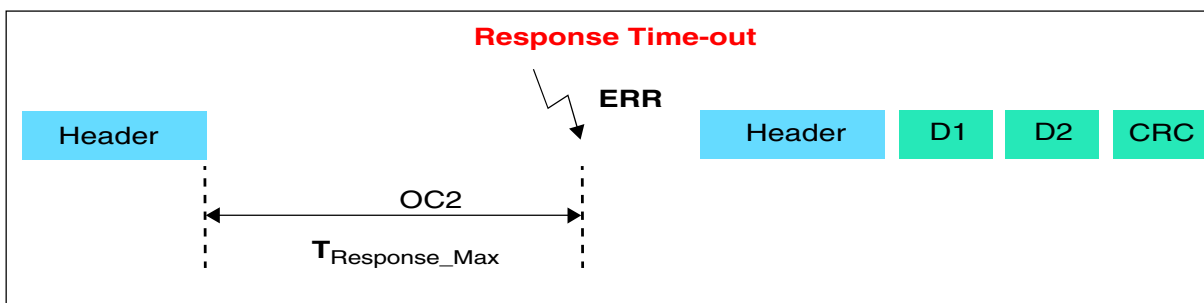 Response Time-out
ERR
Header
Header D1 D2 CRC
OC2
TResponse_Max